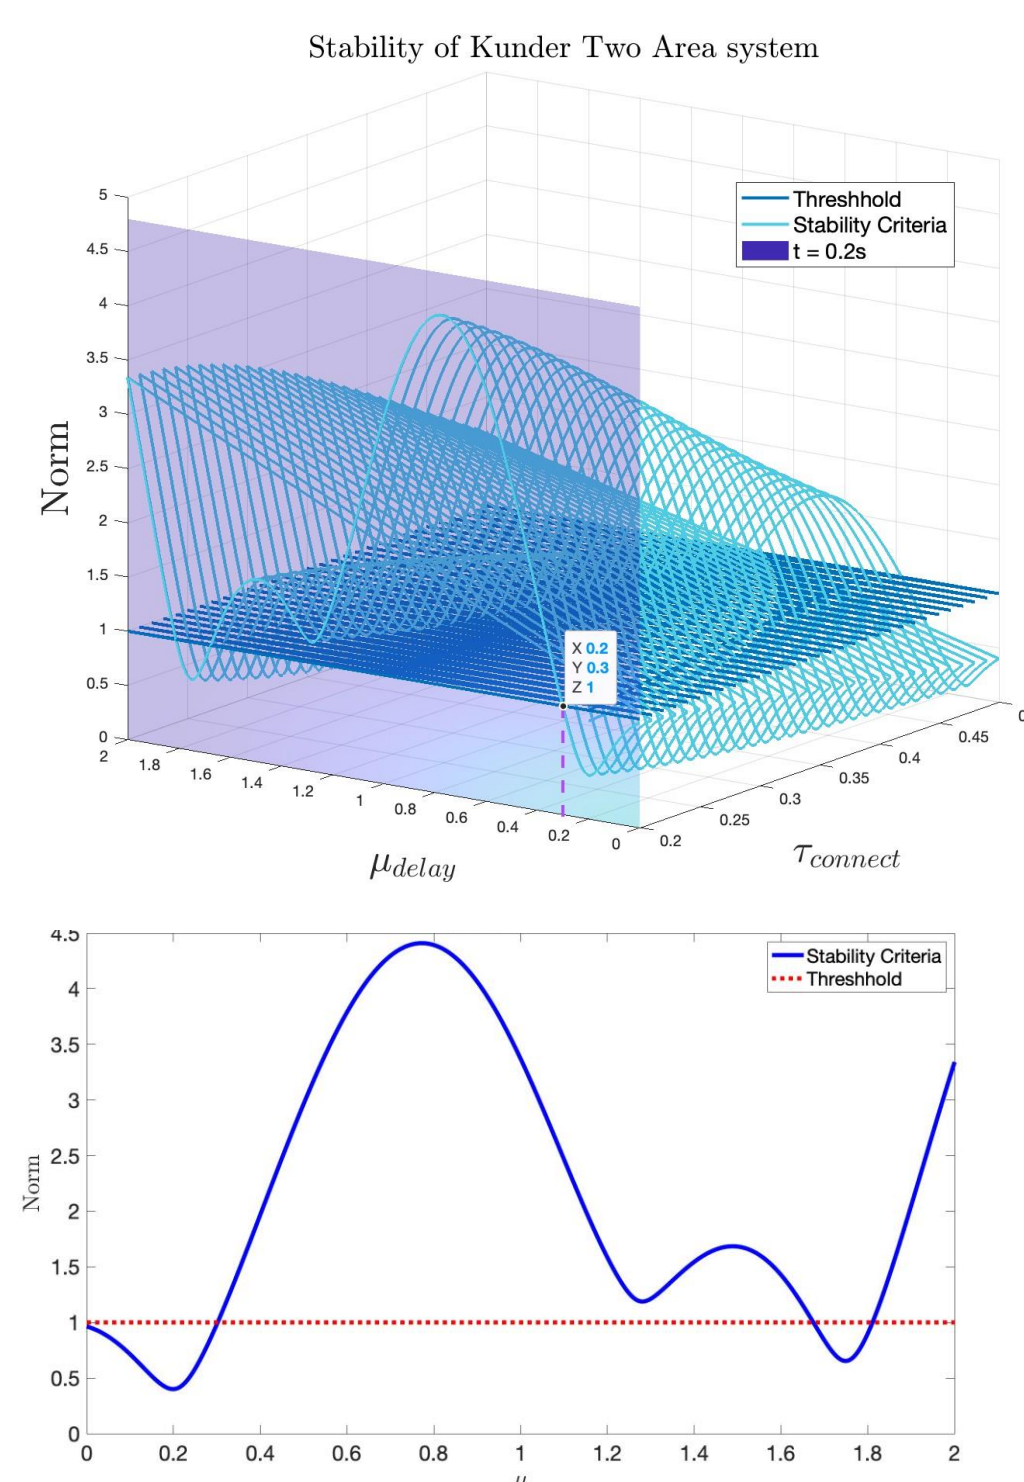 Stability of Kunder Two Area system
Threshhold
Stability Criteria
t = 0.2s
5
4.5
4
3.5
3
2.5
2
1.5
1
0.5
0
Norm
X 0.2
Y 0.3
Z 1
2
1.8
1.6
1.4
1.2
1
0.8
0.6
0.4
0.2
0
0.2
0.25
0.3
0.35
0.4
0.45
μdelay
τconnect
4.5
4
3.5
3
2.5
2
1.5
1
0.5
0
Norm
Stability Criteria
Threshhold
0 0.2 0.4 0.6 0.8 1 1.2 1.4 1.6 1.8 2